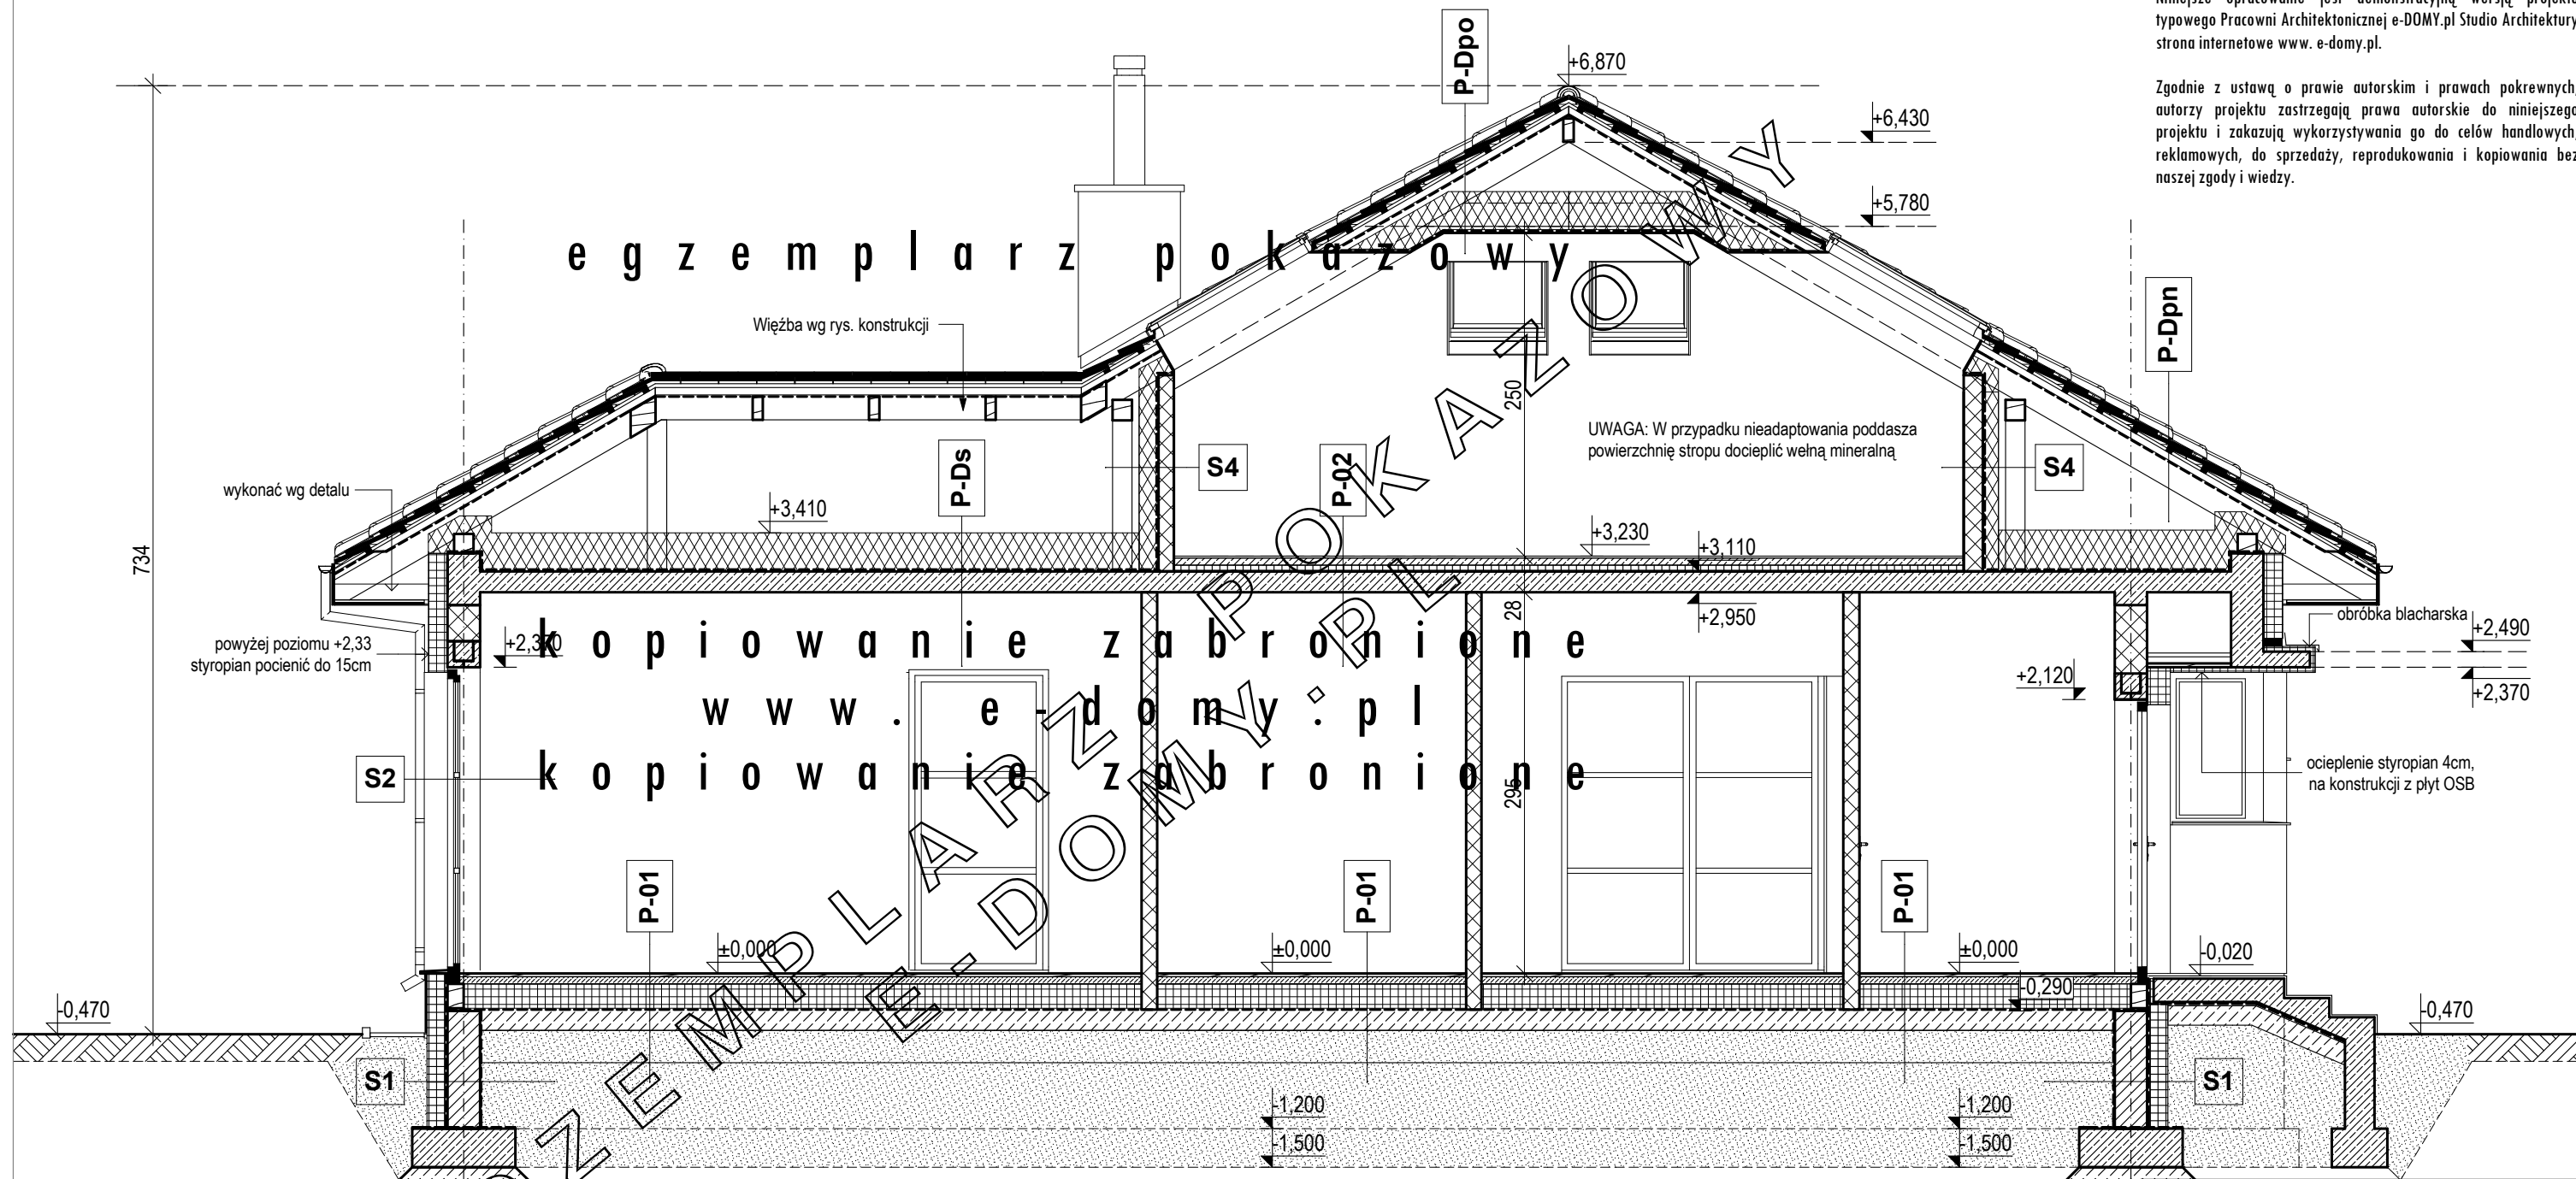 typowego Pracowni Architektonicznej e-DOMY.pl Studio Architektury
strona internetowe www. e-domy.pl.
Zgodnie z ustawą o prawie autorskim i prawach pokrewnych,
autorzy projektu zastrzegają prawa autorskie do niniejszego
projektu i zakazują wykorzystywania go do celów handlowych,
reklamowych, do sprzedaży, reprodukowania i kopiowania bez
naszej zgody i wiedzy.
P-Dpo
+6,870
+6,430
+5,780
egzemplarz pokazowy
P-Dpn
Więźba wg rys. konstrukcji
250
UWAGA: W przypadku nieadaptowania poddasza
powierzchnię stropu docieplić wełną mineralną
P-Ds
S4
P-02
S4
wykonać wg detalu
+3,410
+3,230
+3,110
734
28
+2,950
obróbka blacharska
+2,490
powyżej poziomu +2,33
styropian pocienić do 15cm
+2,370
kopiowanie zabronione
+2,120
+2,370
www. e-domy.pl
S2
kopiowanie zabronione
295
ocieplenie styropian 4cm,
na konstrukcji z płyt OSB
P-01
P-01
P-01
±0,000
±0,000
±0,000
-0,020
-0,290
-0,470
-0,470
S1
S1
-1,200
-1,200
-1,500
-1,500
ZEMPLARZ POKAZOWY
E-DOMY.PL